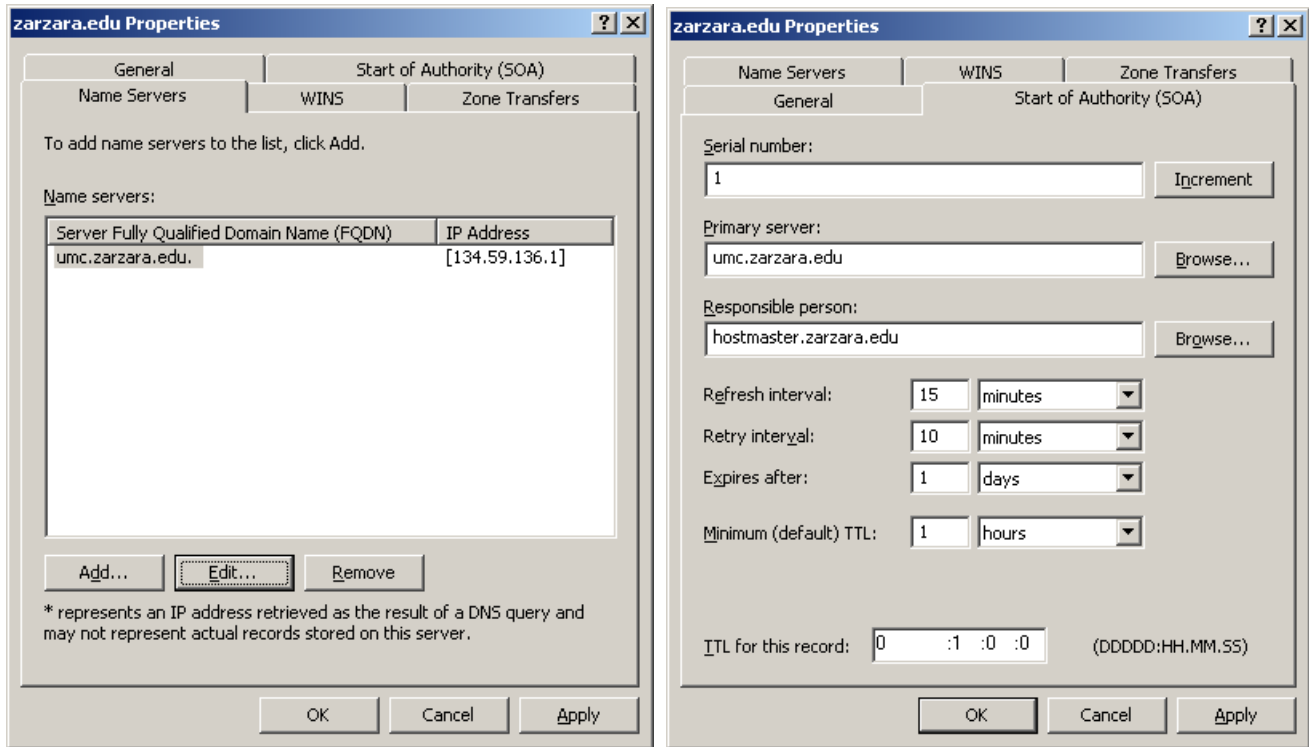 zarzara.edu Properties
General
Start of Authority (SOA)
Name Servers
WINS
Zone Transfers
To add name servers to the list, click Add.
Name servers:
Server Fully Qualified Domain Name (FQDN) IP Address
umc.zarzara.edu. [134.59.136.1]
Add... Edit... Remove
* represents an IP address retrieved as the result of a DNS query and
may not represent actual records stored on this server.
OK Cancel Apply
zarzara.edu Properties
Name Servers
WINS
Zone Transfers
General
Start of Authority (SOA)
Serial number:
1 Increment
Primary server:
umc.zarzara.edu Browse...
Responsible person:
hostmaster.zarzara.edu Browse...
Refresh interval: 15 minutes
Retry interval: 10 minutes
Expires after: 1 days
Minimum (default) TTL: 1 hours
TTL for this record: 0 :1 :0 :0 (DDDDD:HH.MM.SS)
OK Cancel Apply